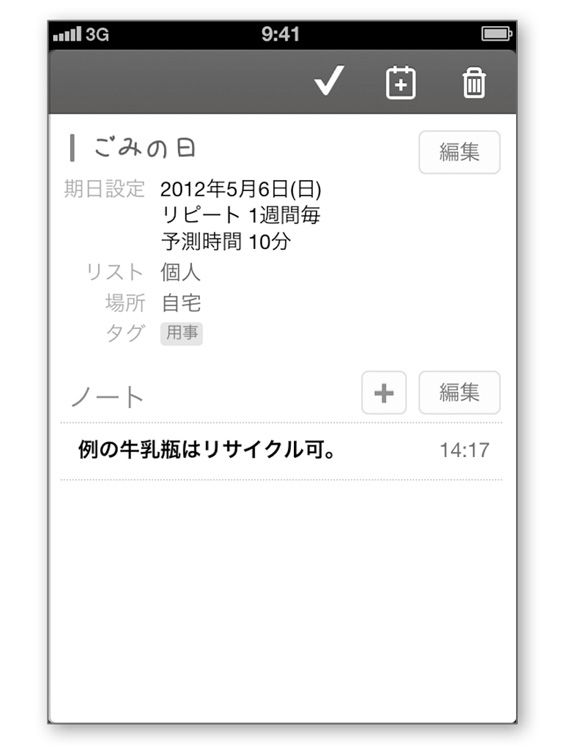 3G 9:41
ごみの日 編集
期日設定 2012年5月6日(日)
リピート 1週間毎
予測時間 10分
リスト 個人
場所 自宅
タグ 用事
ノート + 編集
例の牛乳瓶はリサイクル可。 14:17